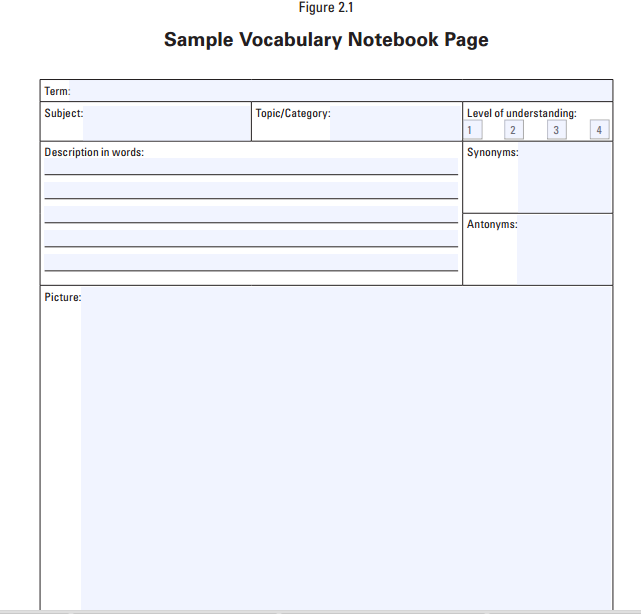 Figure 2.1
Sample Vocabulary Notebook Page
Term:
Subject:
Topic/Category:
Level of understanding:
1 2 3 4
Description in words:
Synonyms:
Antonyms:
Picture: